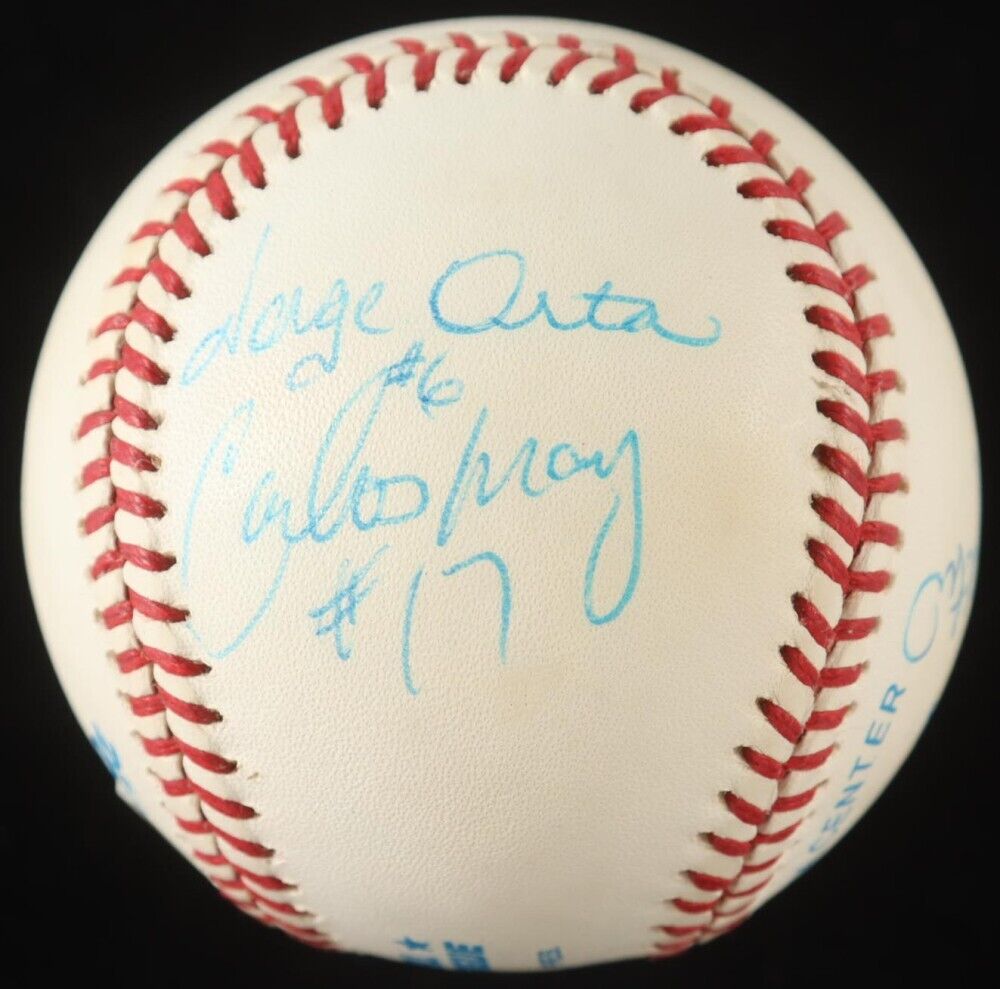 Jorge Orta
#6
Carlos May
#17
CENTER